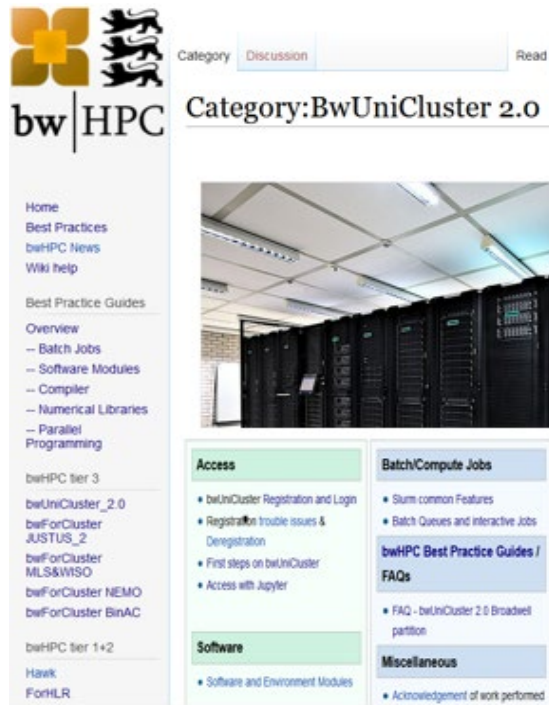 bw HPC
Category
Discussion
Read
Category:BwUniCluster 2.0
Home
Best Practices
bwHPC News
Wiki help
Best Practice Guides
Overview
– Batch Jobs
– Software Modules
– Compiler
– Numerical Libraries
– Parallel
Programming
bwHPC tier 3
bwUniCluster_2.0
bwForCluster
JUSTUS_2
bwForCluster
MLS&WISO
bwForCluster NEMO
bwForCluster BinAC
bwHPC tier 1+2
Hawk
ForHLR
Access
bwUniCluster Registration and Login
Registration trouble issues &
Deregistration
First steps on bwUniCluster
Access with Jupyter
Software
Software and Environment Modules
Batch/Compute Jobs
Slurm common Features
Batch Queues and interactive Jobs
bwHPC Best Practice Guides /
FAQs
FAQ - bwUniCluster 2.0 Broadwell
partition
Miscellaneous
Acknowledgement of work performed